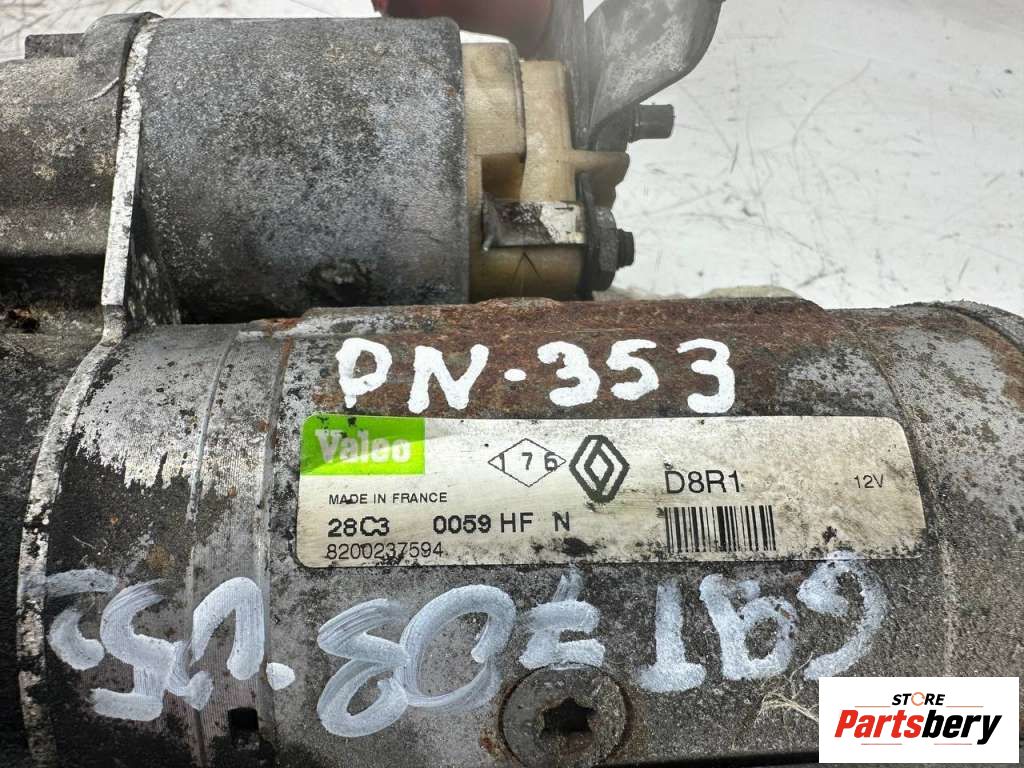 PN-353
Valeo
176
D8R1
12V
MADE IN FRANCE
28C3 0059 HF N
8200237594
STORE
Partsbery